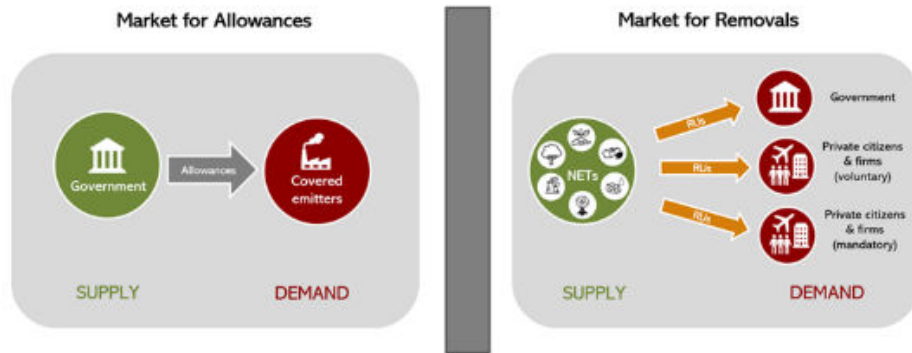 Market for Allowances
Government
Allowances
Covered
emitters
SUPPLY
DEMAND
Market for Removals
NETs
RUs
RUs
RUs
Government
Private citizens
& firms
(voluntary)
Private citizens
& firms
(mandatory)
SUPPLY
DEMAND